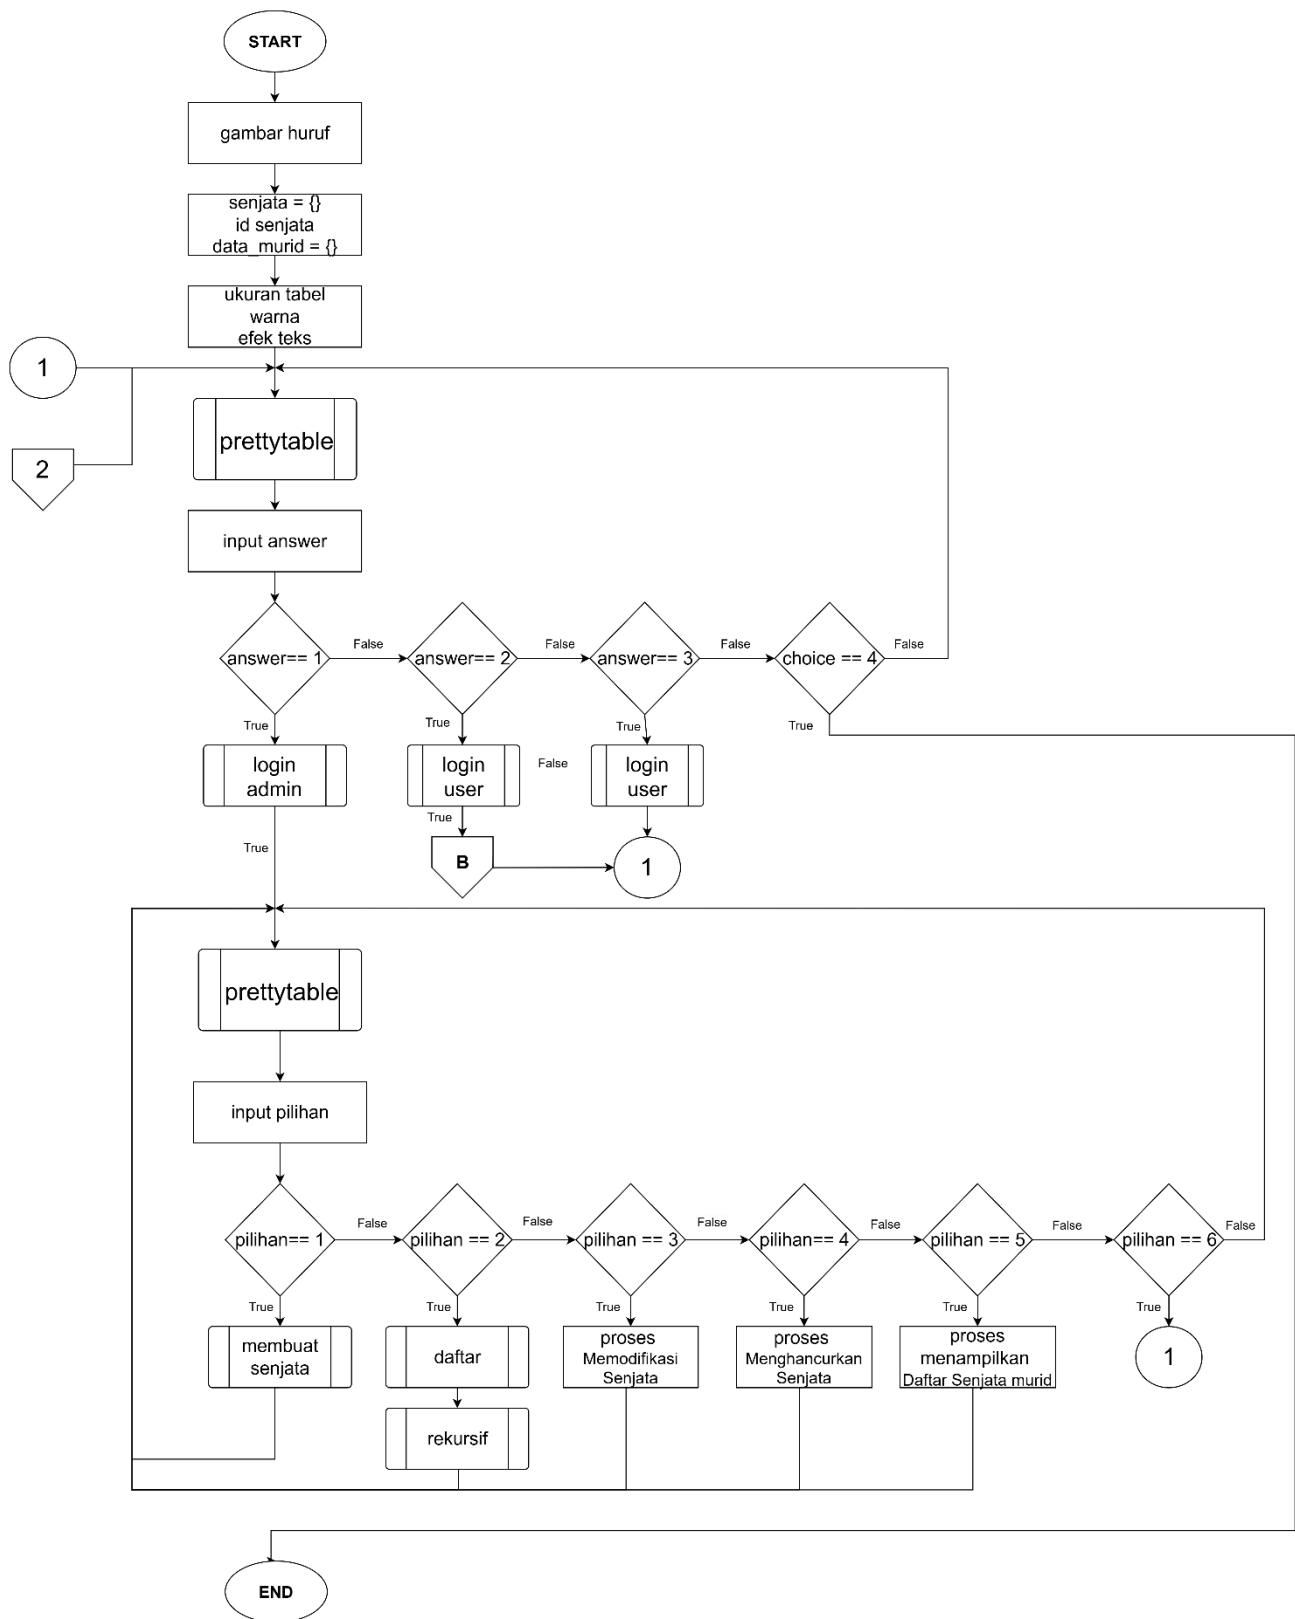 START
gambar huruf
senjata = {}
id senjata
data_murid = {}
ukuran tabel
warna
efek teks
1
prettytable
2
input answer
answer== 1
False
answer== 2
False
answer== 3
False
choice == 4
False
True
True
True
True
login
admin
login
user
False
login
user
True
True
B
1
prettytable
input pilihan
pilihan== 1
False
pilihan == 2
False
pilihan == 3
False
pilihan== 4
False
pilihan == 5
False
pilihan == 6
False
True
True
True
True
True
True
membuat
senjata
daftar
proses
Memodifikasi
Senjata
proses
Menghancurkan
Senjata
proses
menampilkan
Daftar Senjata murid
1
rekursif
END